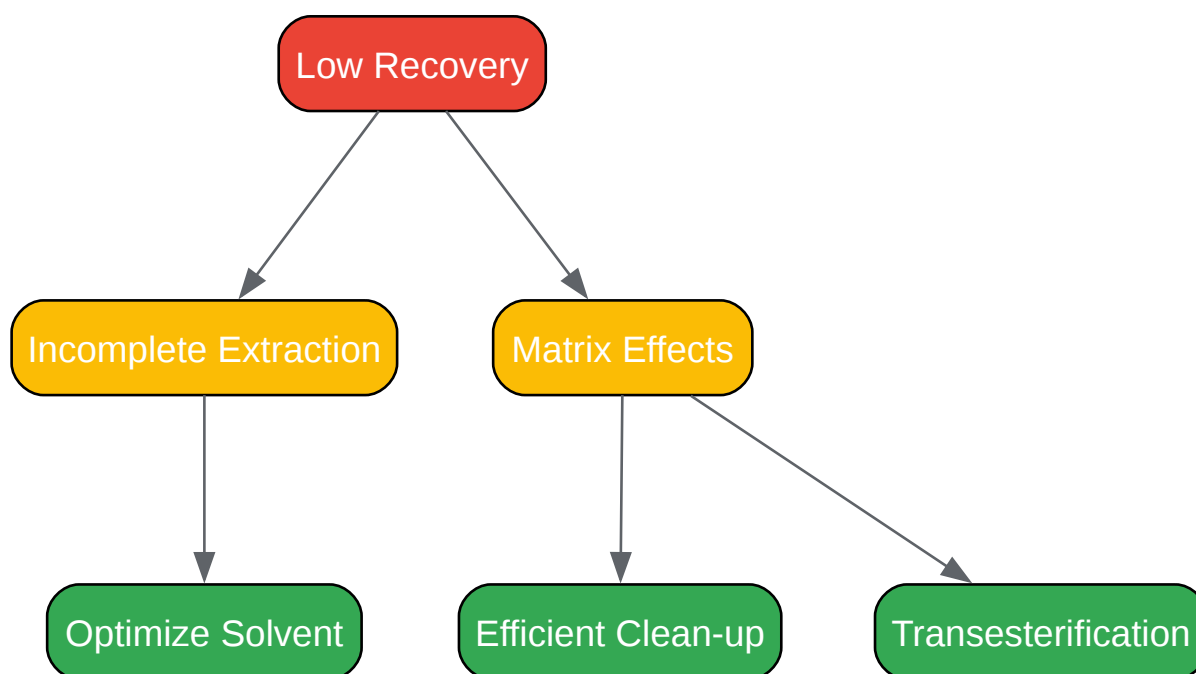 Low Recovery
Incomplete Extraction
Matrix Effects
Optimize Solvent
Efficient Clean-up
Transesterification